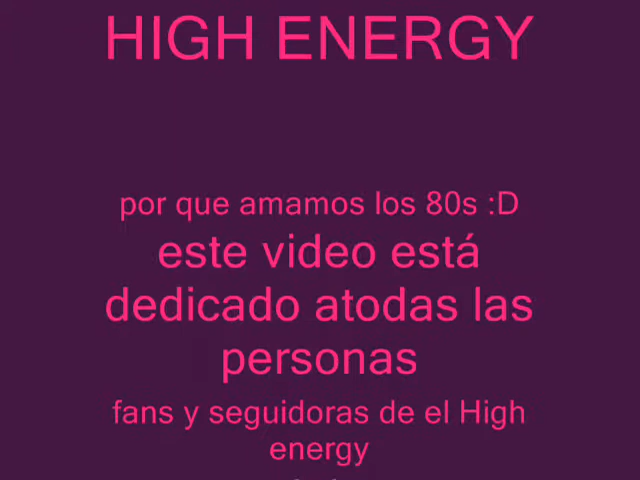 HIGH ENERGY
por que amamos los 80s :D
este video está
dedicado atodas las
personas
fans y seguidoras de el High
energy